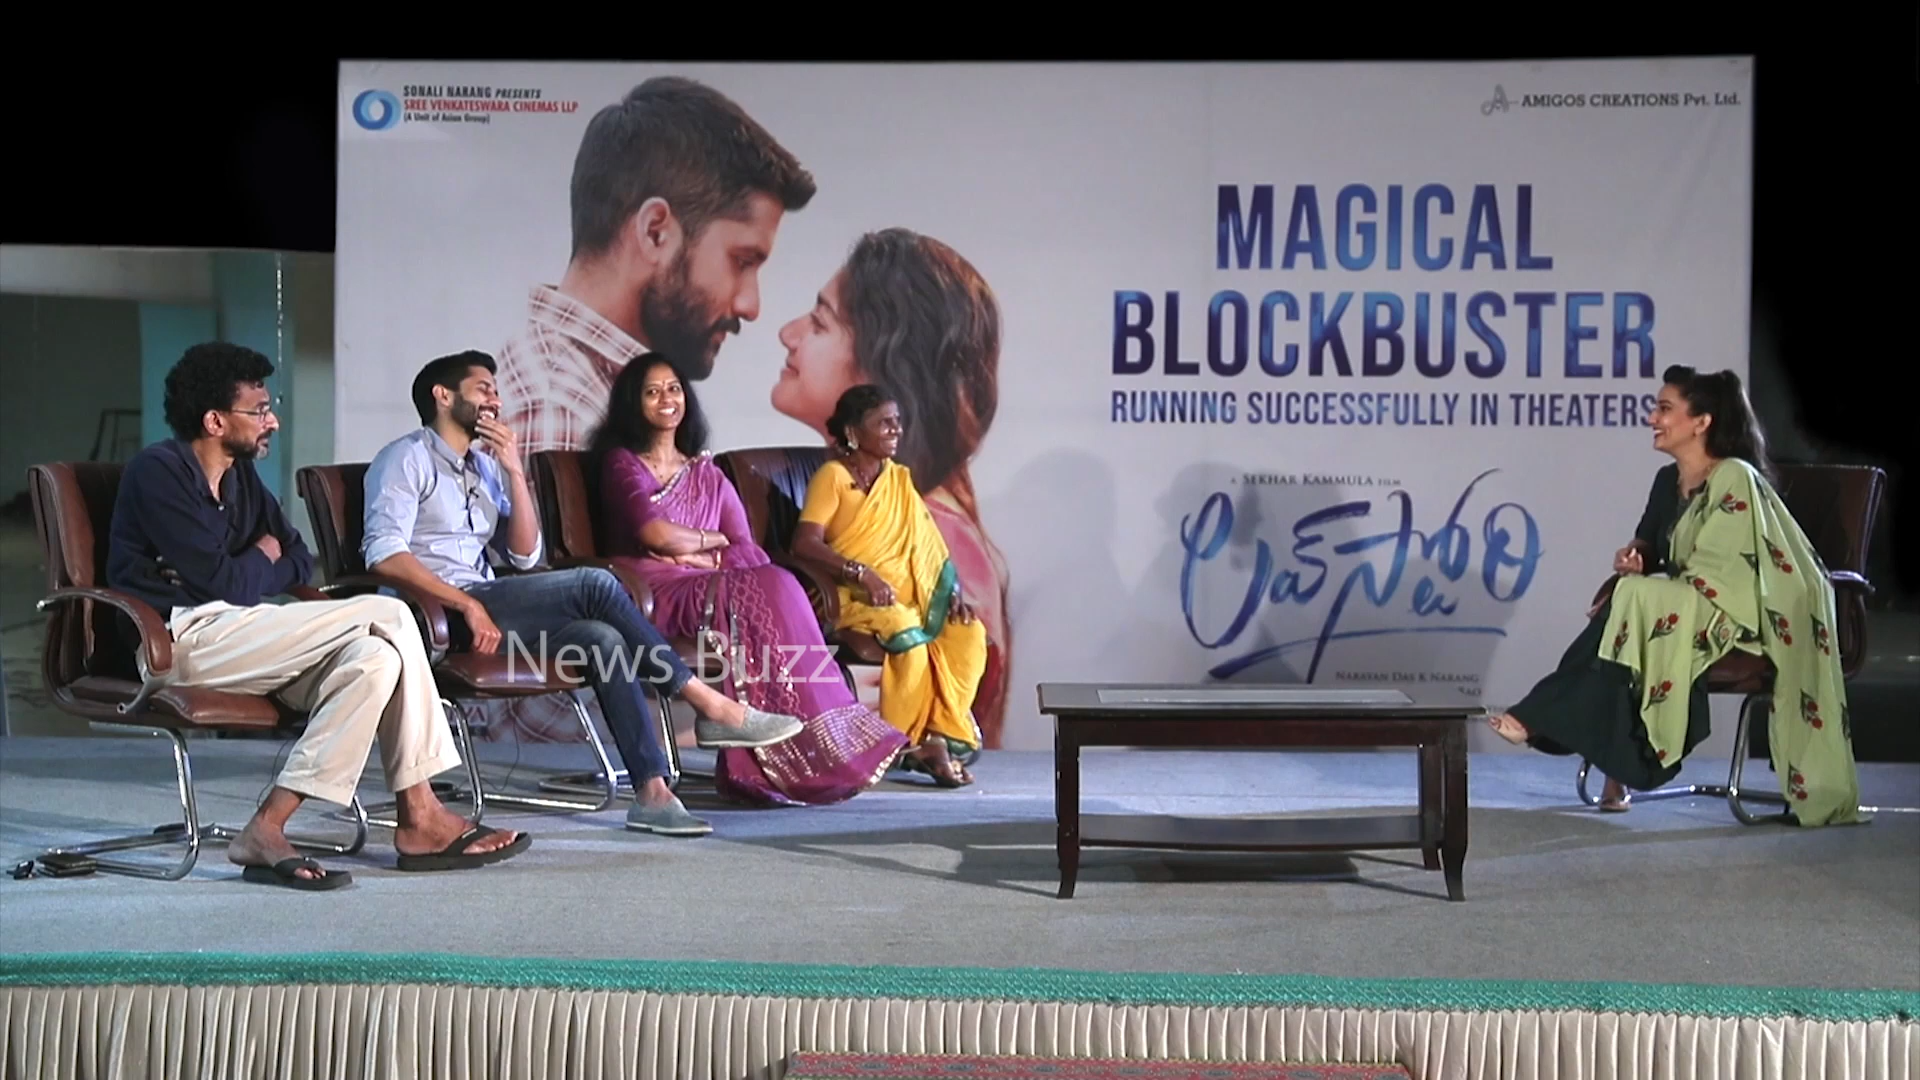 SONALI NARANG PRESENTS
SREE VENKATESWARA CINEMAS LLP
(A Unit of Asian Group)
AMIGOS CREATIONS Pvt. Ltd.
MAGICAL
BLOCKBUSTER
RUNNING SUCCESSFULLY IN THEATERS
A SEKHAR KAMMULA FILM
లవ్ స్టోరి
NARAYAN DAS K NARANG
News Buzz